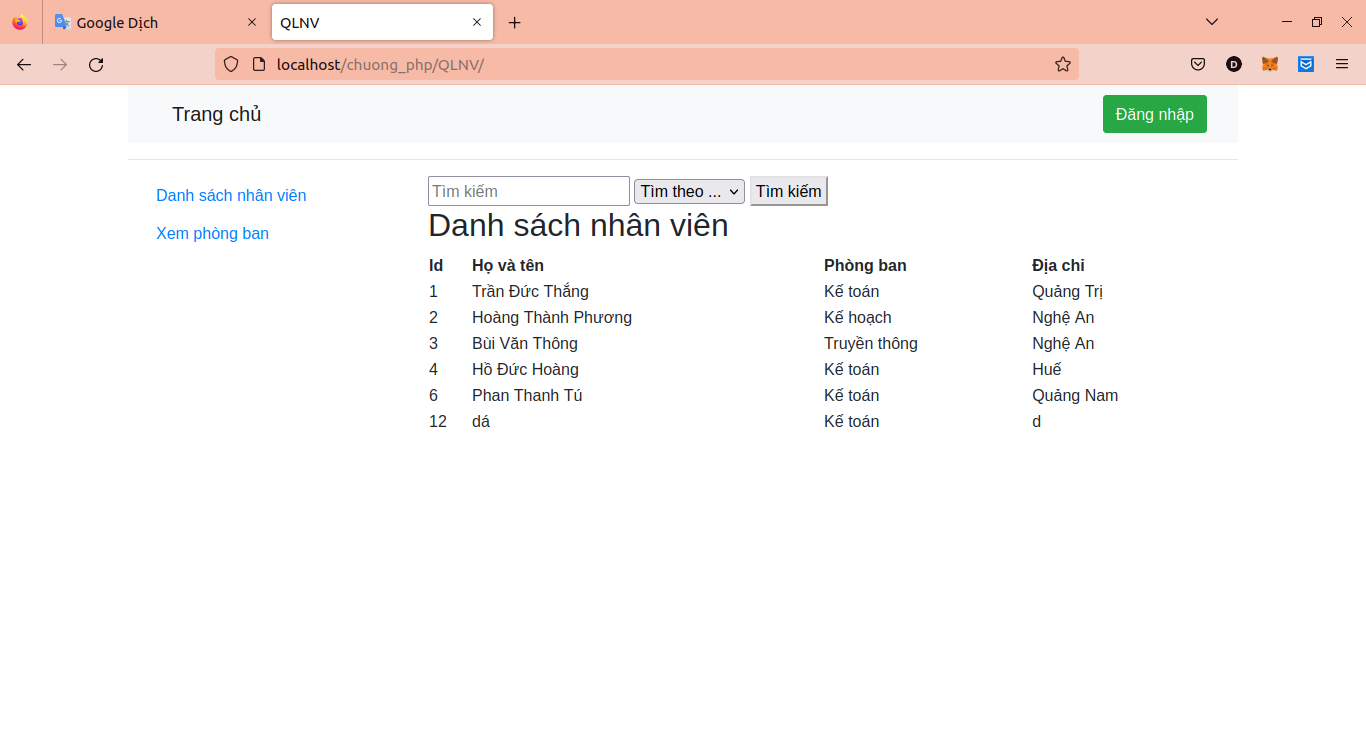 Google Dịch
QLNV
localhost/chuong_php/QLNV/
D
Trang chủ
Đăng nhập
Danh sách nhân viên
Xem phòng ban
Tìm kiếm Tìm theo ... Tìm kiếm
Danh sách nhân viên
Id Họ và tên Phòng ban Địa chỉ
1 Trần Đức Thắng Kế toán Quảng Trị
2 Hoàng Thành Phương Kế hoạch Nghệ An
3 Bùi Văn Thông Truyền thông Nghệ An
4 Hồ Đức Hoàng Kế toán Huế
6 Phan Thanh Tú Kế toán Quảng Nam
12 dá Kế toán d